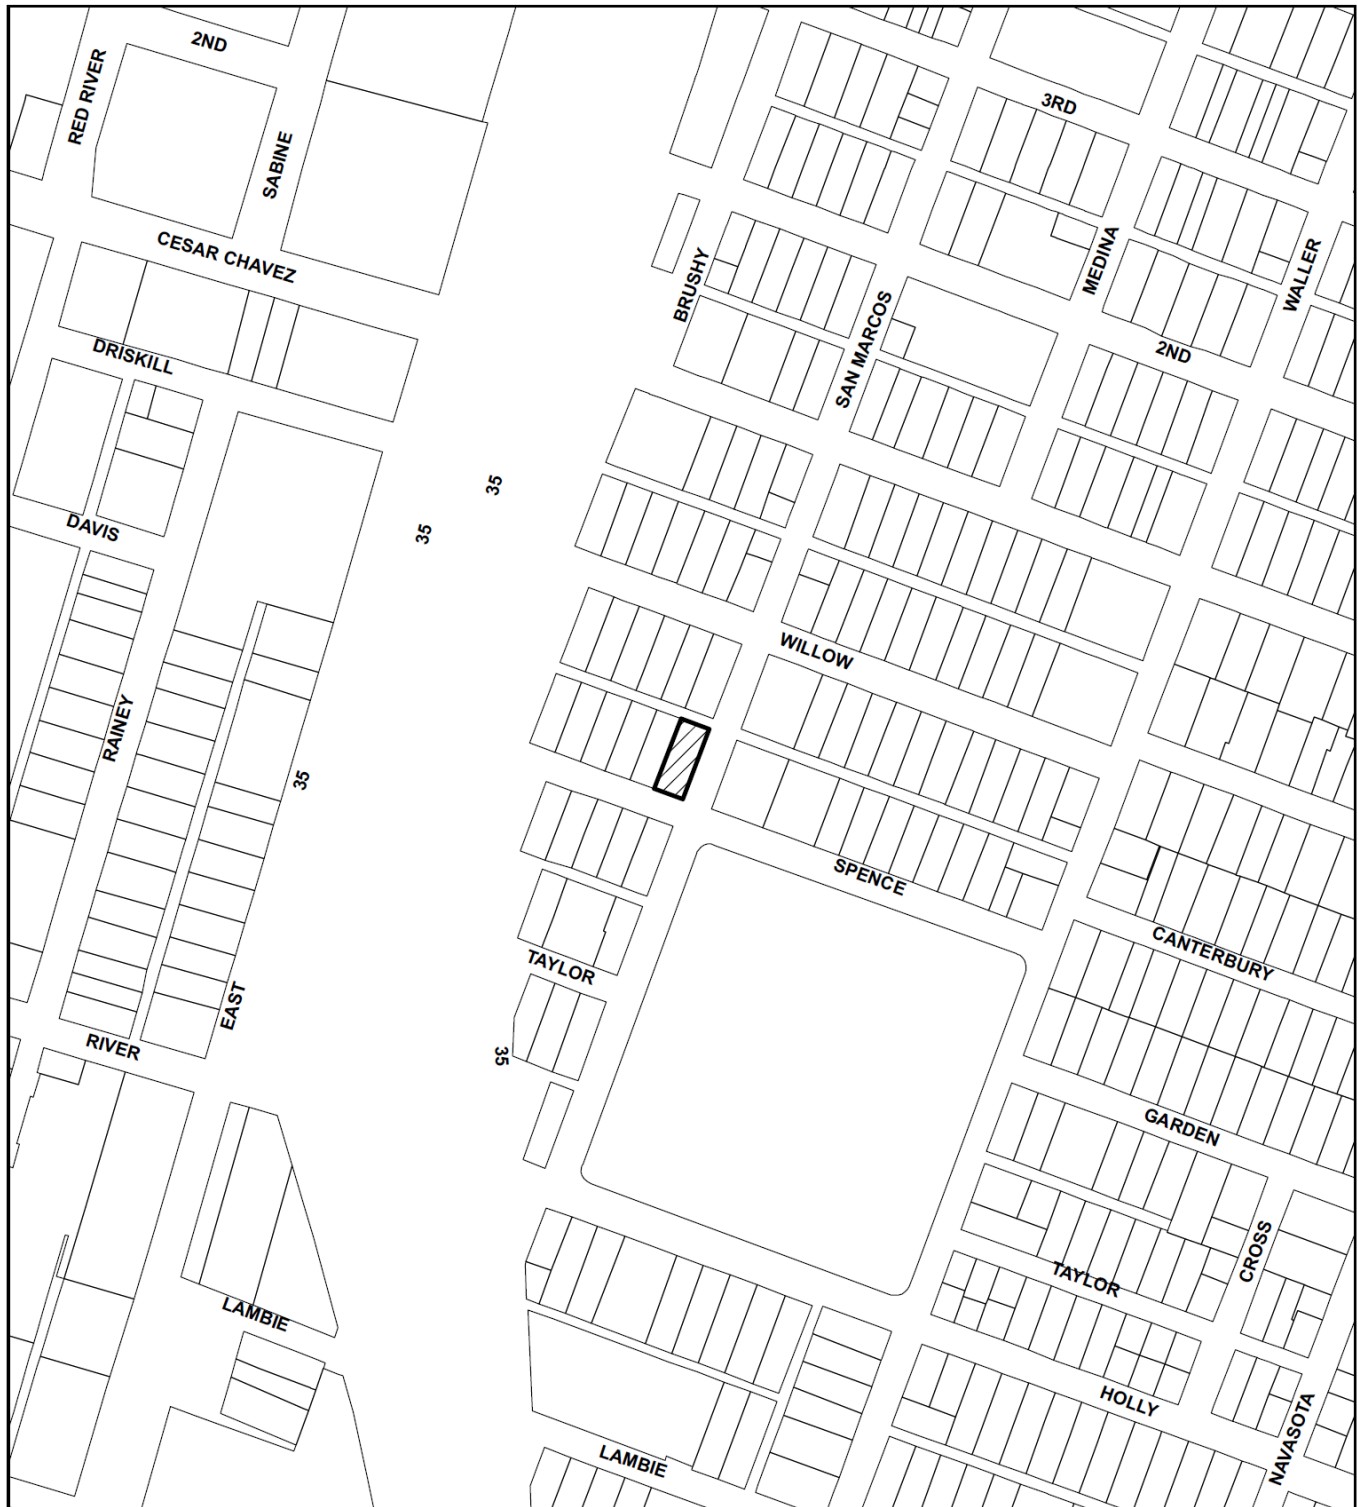 2ND
RED RIVER
3RD
SABINE
CESAR CHAVEZ
BRUSHY
MEDINA
WALLER
SAN MARCOS
2ND
DRISKILL
35
DAVIS
35
WILLOW
RAINEY
35
SPENCE
CANTERBURY
TAYLOR
EAST
RIVER
35
GARDEN
CROSS
TAYLOR
LAMBIE
HOLLY
NAVASOTA
LAMBIE